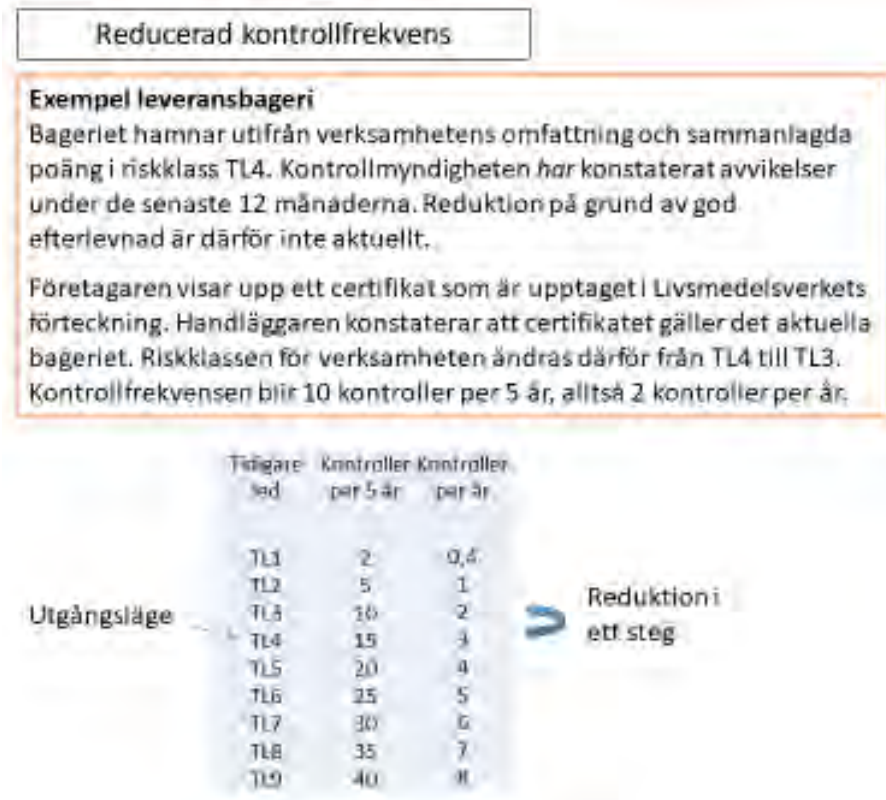 Reducerad kontrollfrekvens
Exempel leveransbageri
Bageriet hamnar utifrån verksamhetens omfattning och sammanlagda
poäng i riskklass TL4. Kontrollmyndigheten har konstaterat avvikelser
under de senaste 12 månaderna. Reduktion på grund av god
efterlevnad är därför inte aktuellt.
Företagaren visar upp ett certifikat som är upptaget i Livsmedelsverkets
förteckning. Handläggaren konstaterar att certifikatet gäller det aktuella
bageriet. Riskklassen för verksamheten ändras därför från TL4 till TL3.
Kontrollfrekvensen blir 10 kontroller per 5 år, alltså 2 kontroller per år.
Tidigare Kontroller Kontroller
led per 5 år per år
TL1 2 0,4
TL2 5 1
TL3 10 2
TL4 15 3
TL5 20 4
TL6 25 5
TL7 30 6
TL8 35 7
TL9 40 8
Utgångsläge
Reduktion i
ett steg